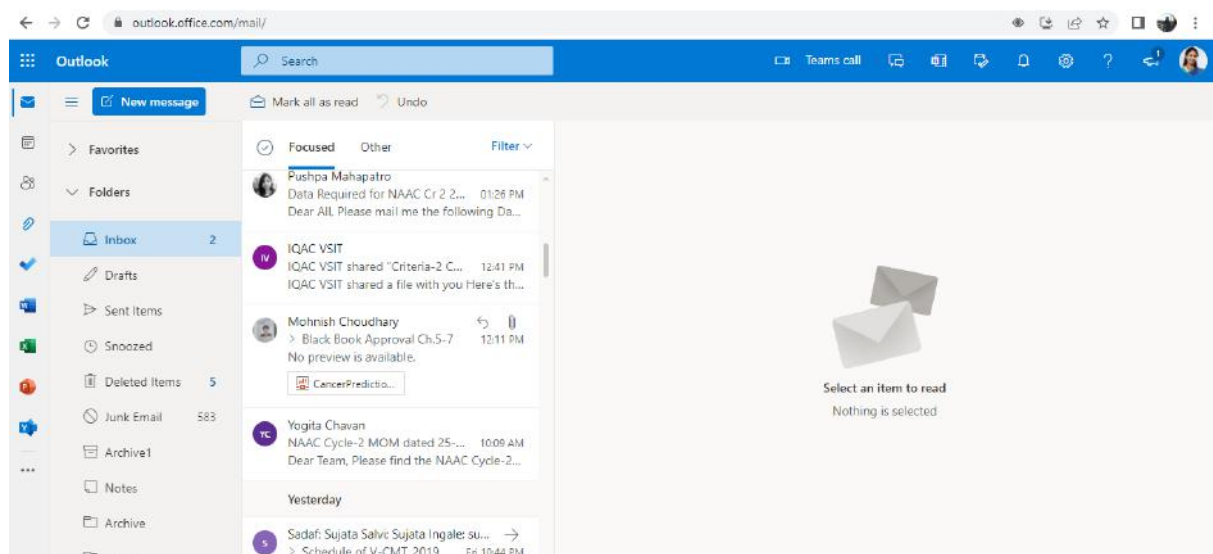 outlook.office.com/mail/
Outlook
Search
Teams call
New message
Mark all as read
Undo
Favorites
Folders
Inbox 2
Drafts
Sent Items
Snoozed
Deleted Items 5
Junk Email 583
Archive1
Notes
Archive
Focused Other Filter
Pushpa Mahapatro
Data Required for NAAC Cr 2 2... 01:26 PM
Dear All, Please mail me the following Da...
IV
IQAC VSIT
IQAC VSIT shared "Criteria-2 C... 12:41 PM
IQAC VSIT shared a file with you Here's th...
Mohnish Choudhary
> Black Book Approval Ch.5-7 12:11 PM
No preview is available.
CancerPredictio...
YC
Yogita Chavan
NAAC Cycle-2 MOM dated 25-... 10:09 AM
Dear Team, Please find the NAAC Cycle-2...
Yesterday
S
Sadaf; Sujata Salvi; Sujata Ingale; su...
> Schedule of V-CMT 2019 Fri 10:44 PM
Select an item to read
Nothing is selected